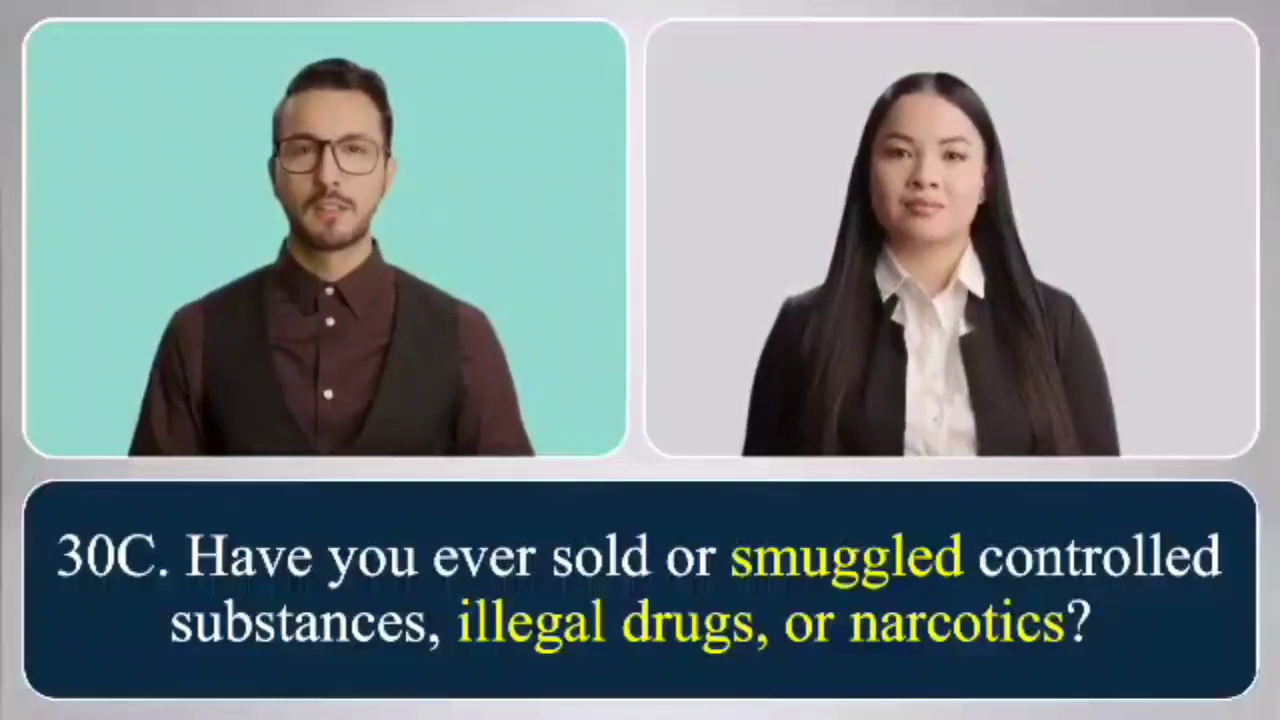 30C. Have you ever sold or smuggled controlled
substances, illegal drugs, or narcotics?